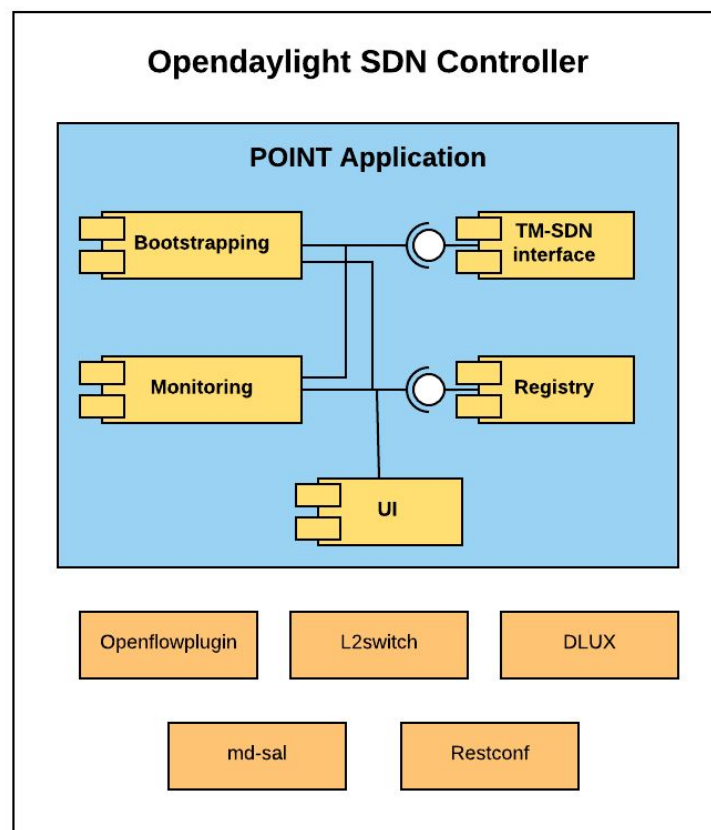 Opendaylight SDN Controller
POINT Application
Bootstrapping
TM-SDN
interface
Monitoring
Registry
UI
Openflowplugin
L2switch
DLUX
md-sal
Restconf